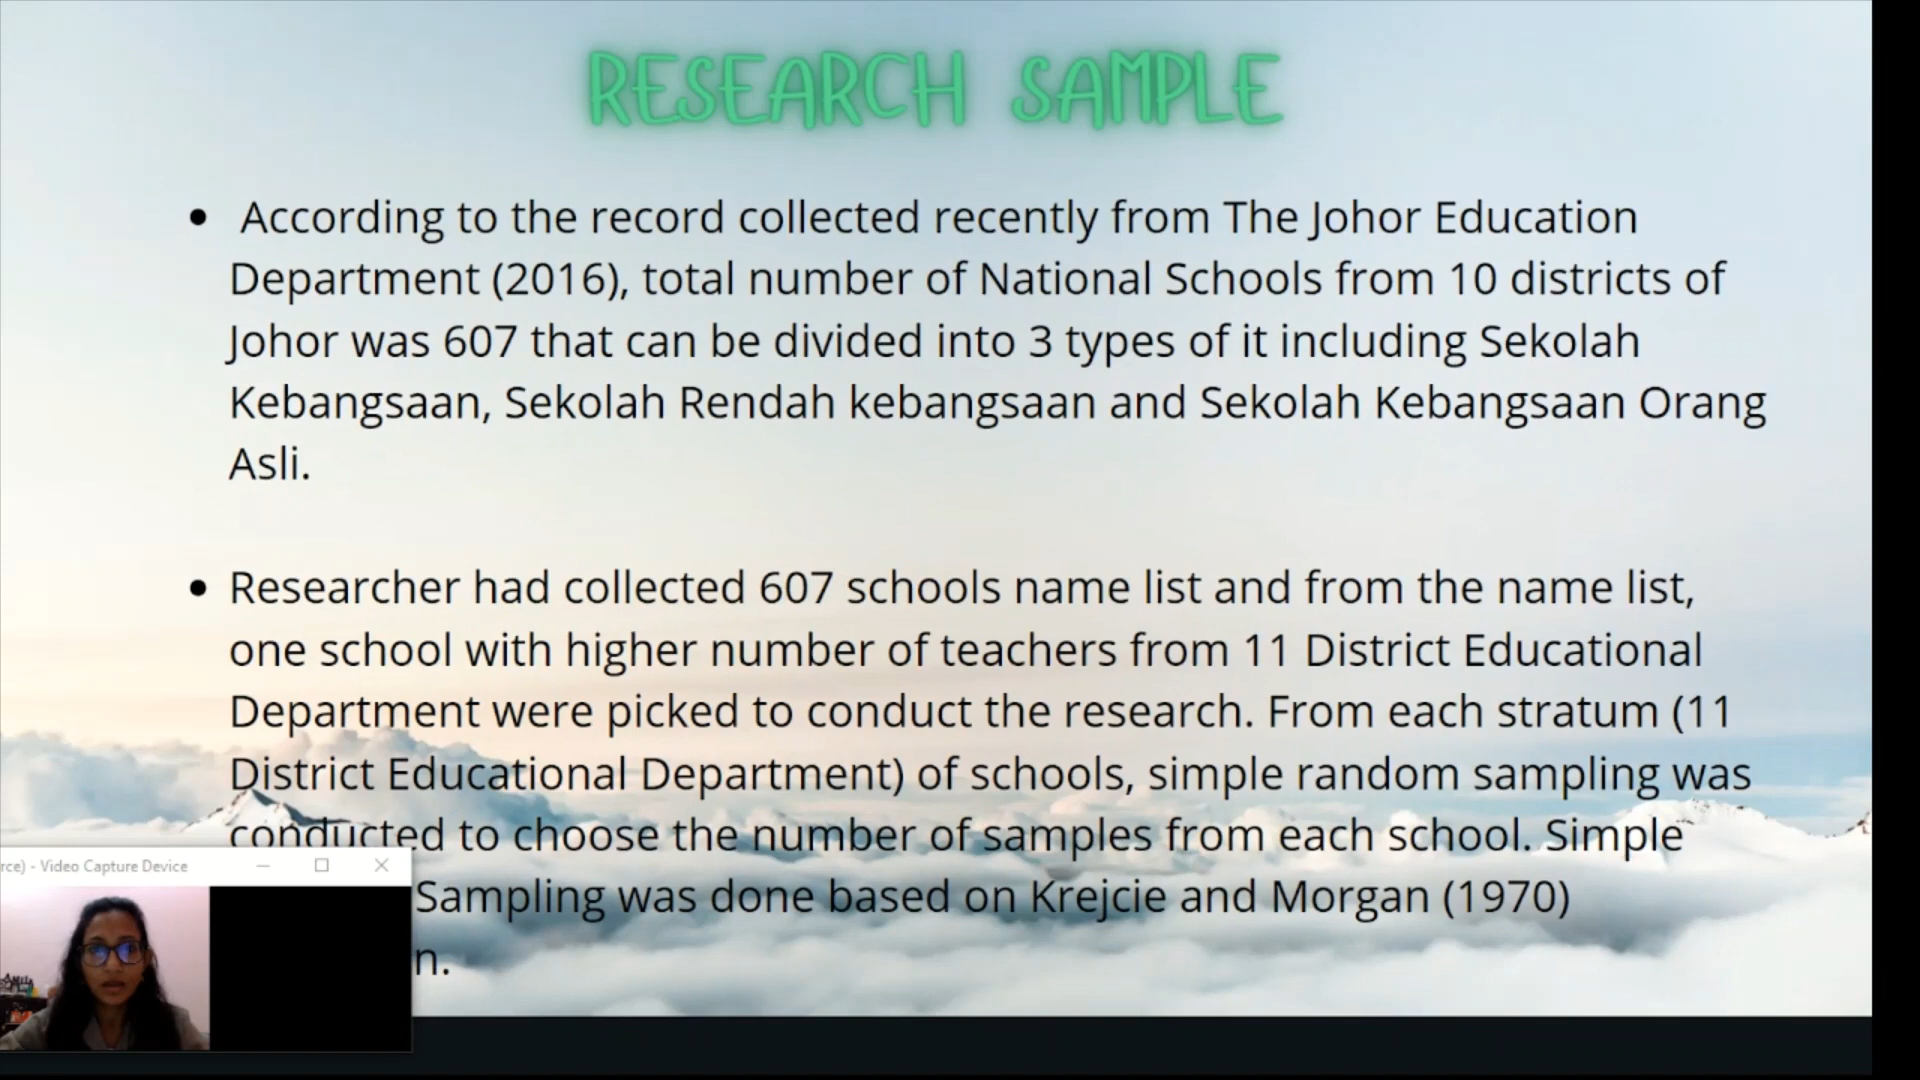 RESEARCH SAMPLE
• According to the record collected recently from The Johor Education
Department (2016), total number of National Schools from 10 districts of
Johor was 607 that can be divided into 3 types of it including Sekolah
Kebangsaan, Sekolah Rendah kebangsaan and Sekolah Kebangsaan Orang
Asli.
• Researcher had collected 607 schools name list and from the name list,
one school with higher number of teachers from 11 District Educational
Department were picked to conduct the research. From each stratum (11
District Educational Department) of schools, simple random sampling was
conducted to choose the number of samples from each school. Simple
Sampling was done based on Krejcie and Morgan (1970)
n.
rce) - Video Capture Device